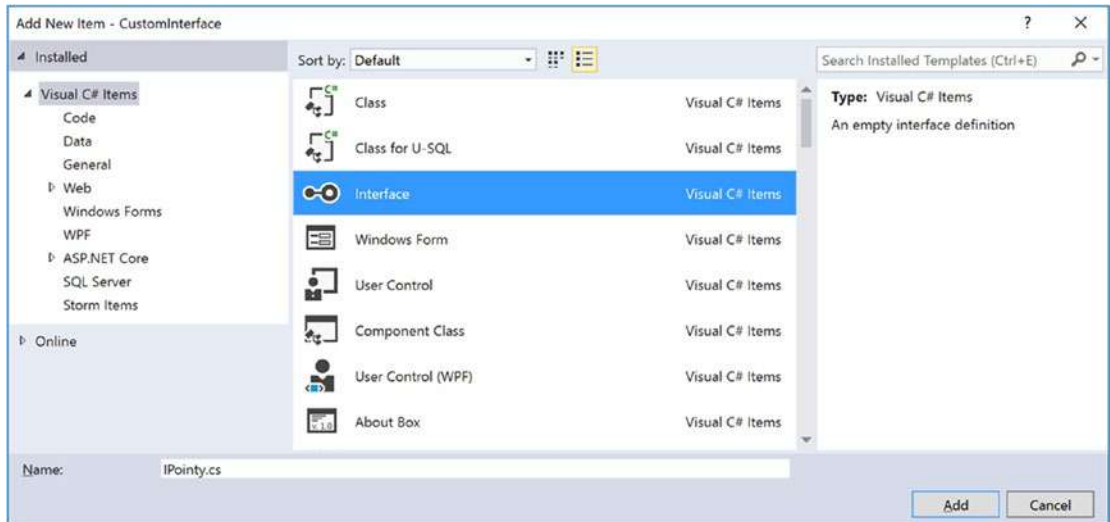 Add New Item - CustomInterface ? ×
Installed
Visual C# Items
Code
Data
General
Web
Windows Forms
WPF
ASP.NET Core
SQL Server
Storm Items
Online
Sort by: Default
Class Visual C# Items
Class for U-SQL Visual C# Items
Interface Visual C# Items
Windows Form Visual C# Items
User Control Visual C# Items
Component Class Visual C# Items
User Control (WPF) Visual C# Items
About Box Visual C# Items
Search Installed Templates (Ctrl+E)
Type: Visual C# Items
An empty interface definition
Name: IPointy.cs
Add Cancel